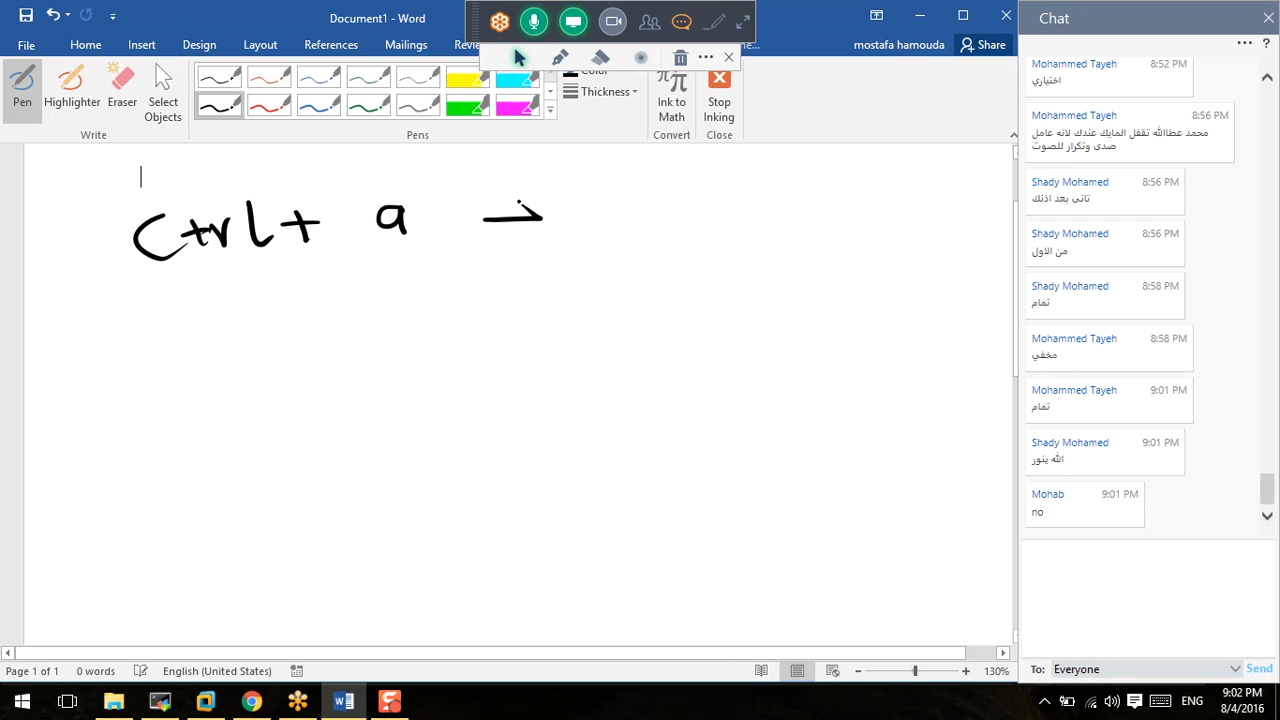 Document1 - Word
File
Home
Insert
Design
Layout
References
Mailings
mostafa hamouda
Share
Chat
Pen
Highlighter
Eraser
Select Objects
Write
Pens
Color
Thickness
Ink to Math
Convert
Stop Inking
Close
Ctrl + a →
Mohammed Tayeh 8:52 PM
اختياري
Mohammed Tayeh 8:56 PM
محمد عطاالله تقفل المايك عندك لانه عامل
صدى وتكرار للصوت
Shady Mohamed 8:56 PM
تانى بعد اذنك
Shady Mohamed 8:56 PM
من الاول
Shady Mohamed 8:58 PM
تمام
Mohammed Tayeh 8:58 PM
مخفي
Mohammed Tayeh 9:01 PM
تمام
Shady Mohamed 9:01 PM
الله ينور
Mohab 9:01 PM
no
To: Everyone Send
Page 1 of 1 0 words English (United States) 130%
ENG 9:02 PM
8/4/2016